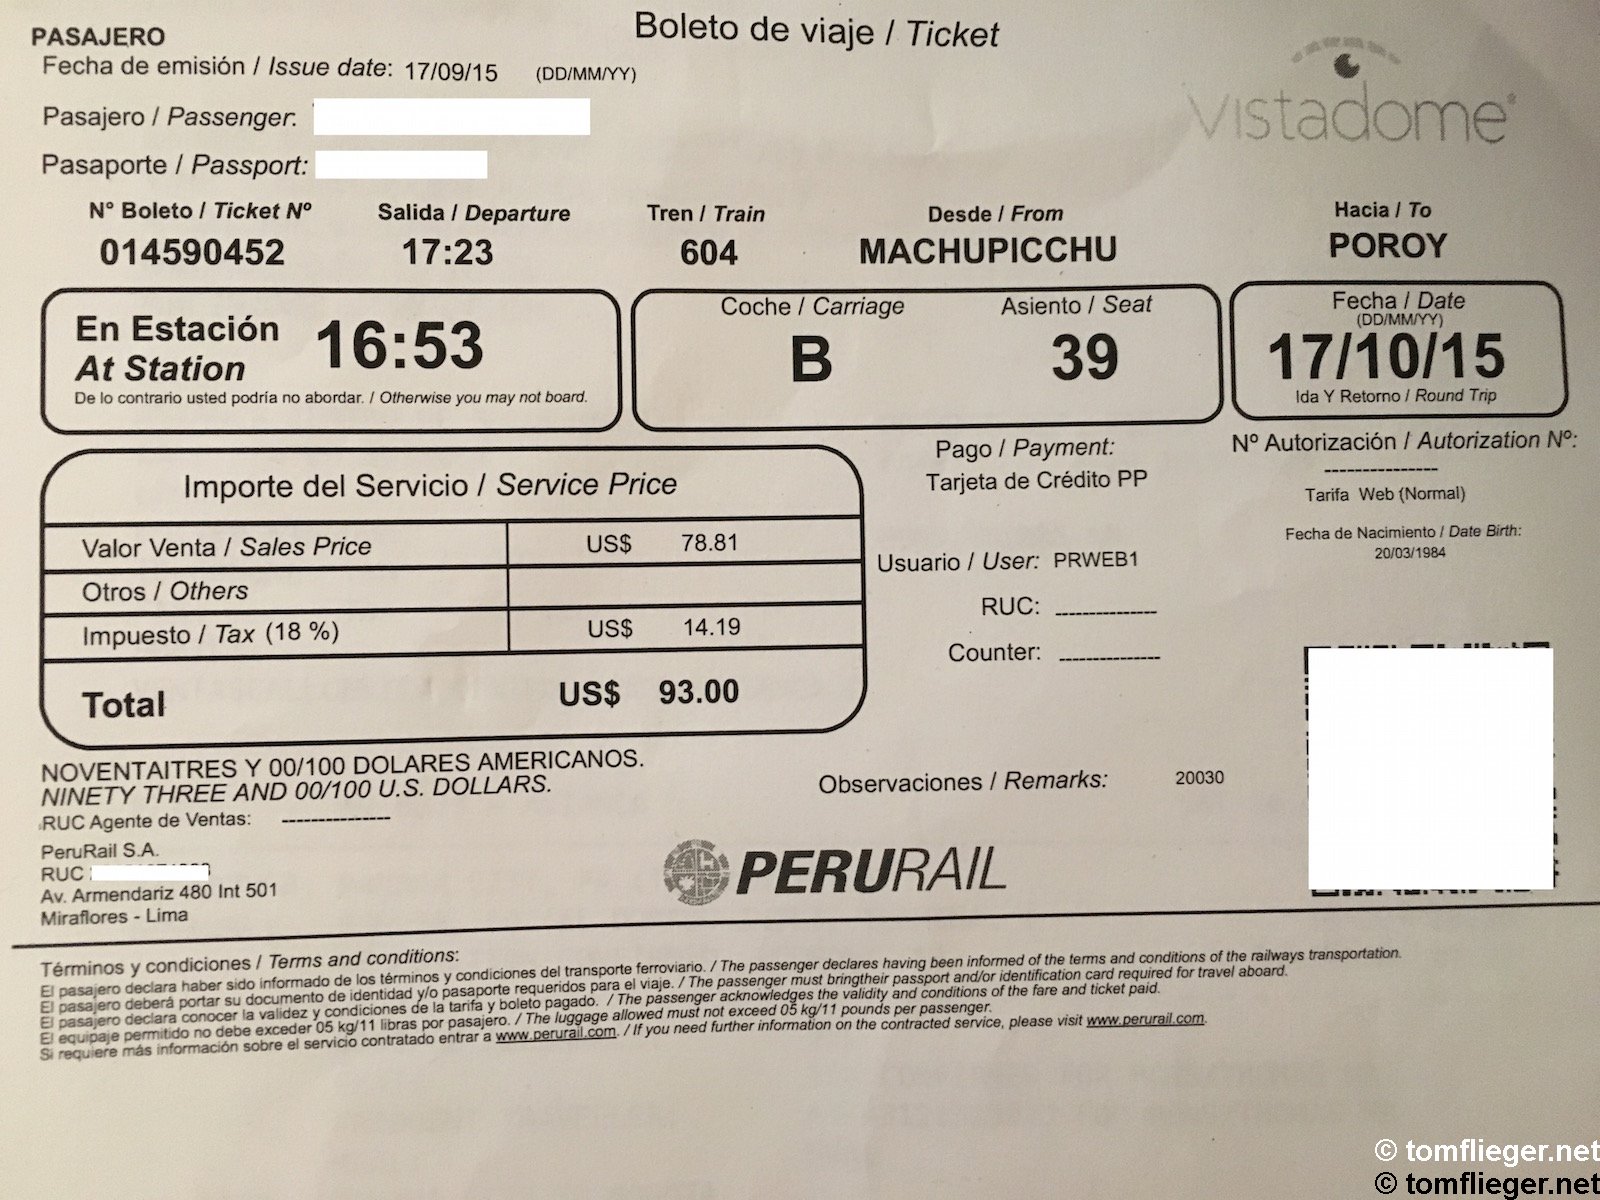 Boleto de viaje / Ticket
PASAJERO
Fecha de emisión / Issue date: 17/09/15 (DD/MM/YY)
vistadome
Pasajero / Passenger:
Pasaporte / Passport:
N° Boleto / Ticket Nº Salida / Departure Tren / Train Desde / From Hacia / To
014590452 17:23 604 MACHUPICCHU POROY
En Estación 16:53
At Station
De lo contrario usted podría no abordar. / Otherwise you may not board.
Coche / Carriage Asiento / Seat
B 39
Fecha / Date
(DD/MM/YY)
17/10/15
Ida Y Retorno / Round Trip
Importe del Servicio / Service Price
Valor Venta / Sales Price US$ 78.81
Otros / Others
Impuesto / Tax (18 %) US$ 14.19
Total US$ 93.00
Pago / Payment:
Tarjeta de Crédito PP
Nº Autorización / Autorization Nº:
---------------
Tarifa Web (Normal)
Fecha de Nacimiento / Date Birth:
20/03/1984
Usuario / User: PRWEB1
RUC: --------------
Counter: --------------
NOVENTAITRES Y 00/100 DOLARES AMERICANOS.
NINETY THREE AND 00/100 U.S. DOLLARS.
RUC Agente de Ventas: ---------------
Observaciones / Remarks: 20030
PeruRail S.A.
RUC
Av. Armendariz 480 Int 501
Miraflores - Lima
PERURAIL
Términos y condiciones / Terms and conditions:
El pasajero declara haber sido informado de los términos y condiciones del transporte ferroviario. / The passenger declares having been informed of the terms and conditions of the railways transportation.
El pasajero deberá portar su documento de identidad y/o pasaporte requeridos para el viaje. / The passenger must bringtheir passport and/or identification card required for travel aboard.
El pasajero declara conocer la validez y condiciones de la tarifa y boleto pagado. / The passenger acknowledges the validity and conditions of the fare and ticket paid.
El equipaje permitido no debe exceder 05 kg/11 libras por pasajero. / The luggage allowed must not exceed 05 kg/11 pounds per passenger.
Si requiere más información sobre el servicio contratado entrar a www.perurail.com. / If you need further information on the contracted service, please visit www.perurail.com.
© tomflieger.net
© tomflieger.net